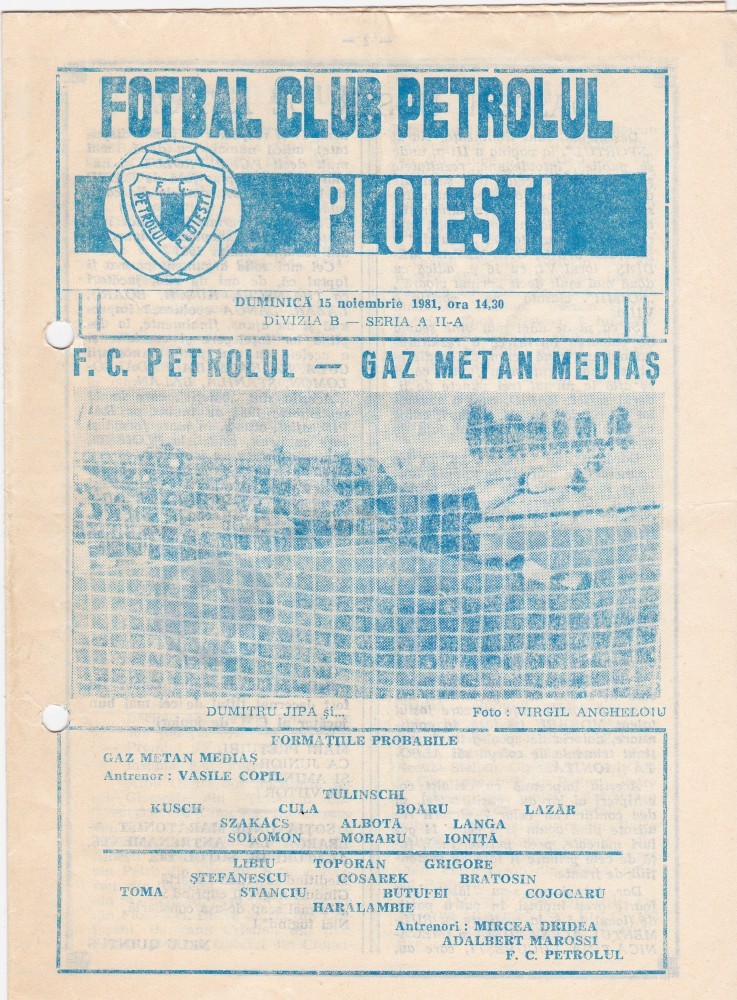 FOTBAL CLUB PETROLUL
PLOIESTI
F. C.
PETROLUL PLOIESTI
DUMINICĂ 15 noiembrie 1981, ora 14,30
DiVIZIA B — SERIA A II-A
F. C. PETROLUL — GAZ METAN MEDIAŞ
DUMITRU JIPA şi...
Foto : VIRGIL ANGHELOIU
FORMAŢIILE PROBABILE
GAZ METAN MEDIAŞ
Antrenor : VASILE COPIL
TULINSCHI
KUSCH CULA BOARU LAZĂR
SZAKACS ALBOTĂ LANGA
SOLOMON MORARU IONIŢĂ
LIBIU TOPORAN GRIGORE
ŞTEFĂNESCU COSAREK BRATOSIN
TOMA STANCIU BUTUFEI COJOCARU
HARALAMBIE
Antrenori : MIRCEA DRIDEA
ADALBERT MAROSSI
F. C. PETROLUL